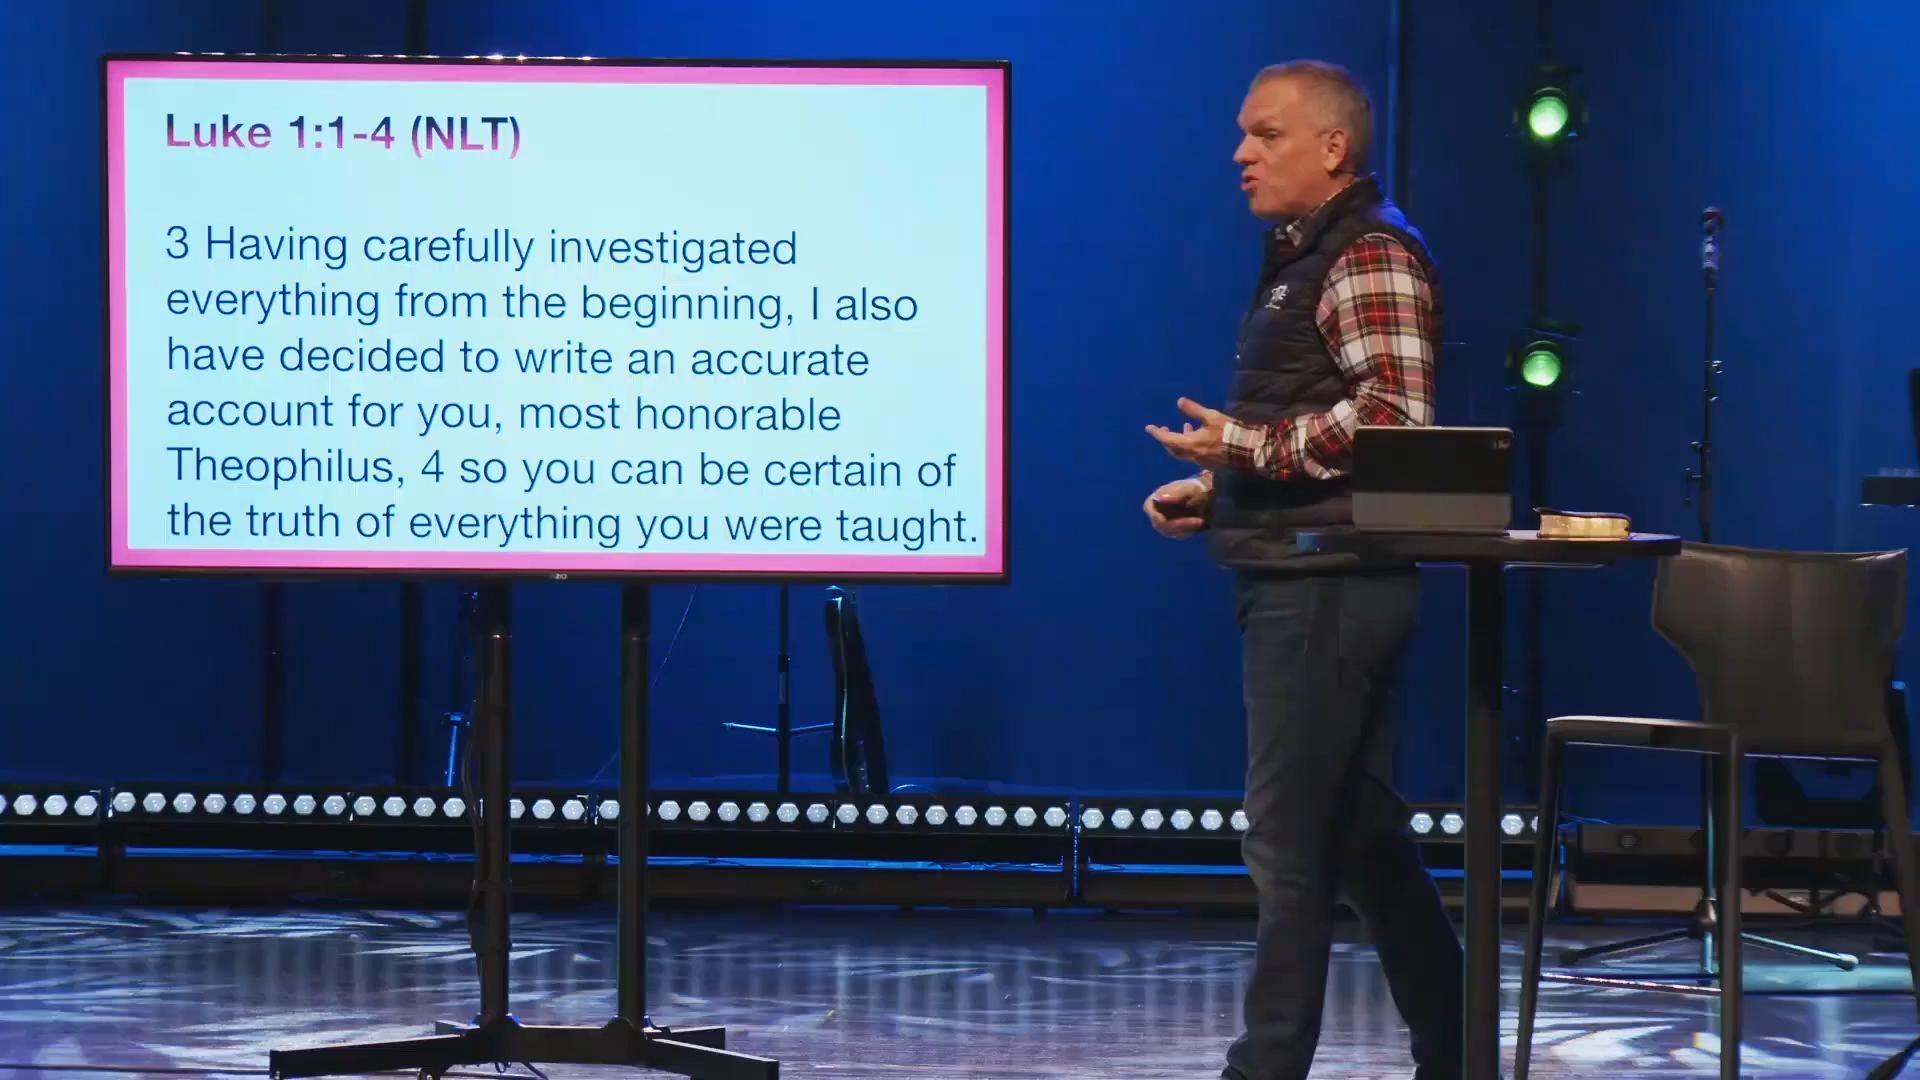 Luke 1:1-4 (NLT)
3 Having carefully investigated
everything from the beginning, I also
have decided to write an accurate
account for you, most honorable
Theophilus, 4 so you can be certain of
the truth of everything you were taught.